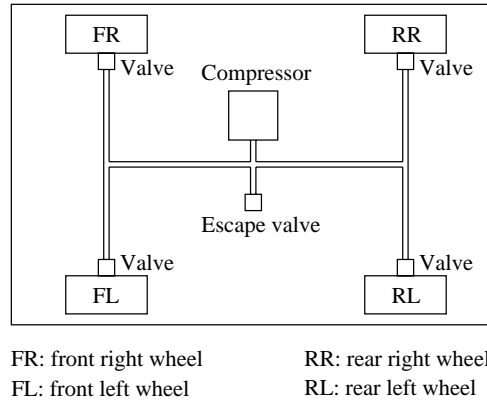 FR
RR
Valve
Valve
Compressor
Escape valve
Valve
Valve
FL
RL
FR: front right wheel
RR: rear right wheel
FL: front left wheel
RL: rear left wheel